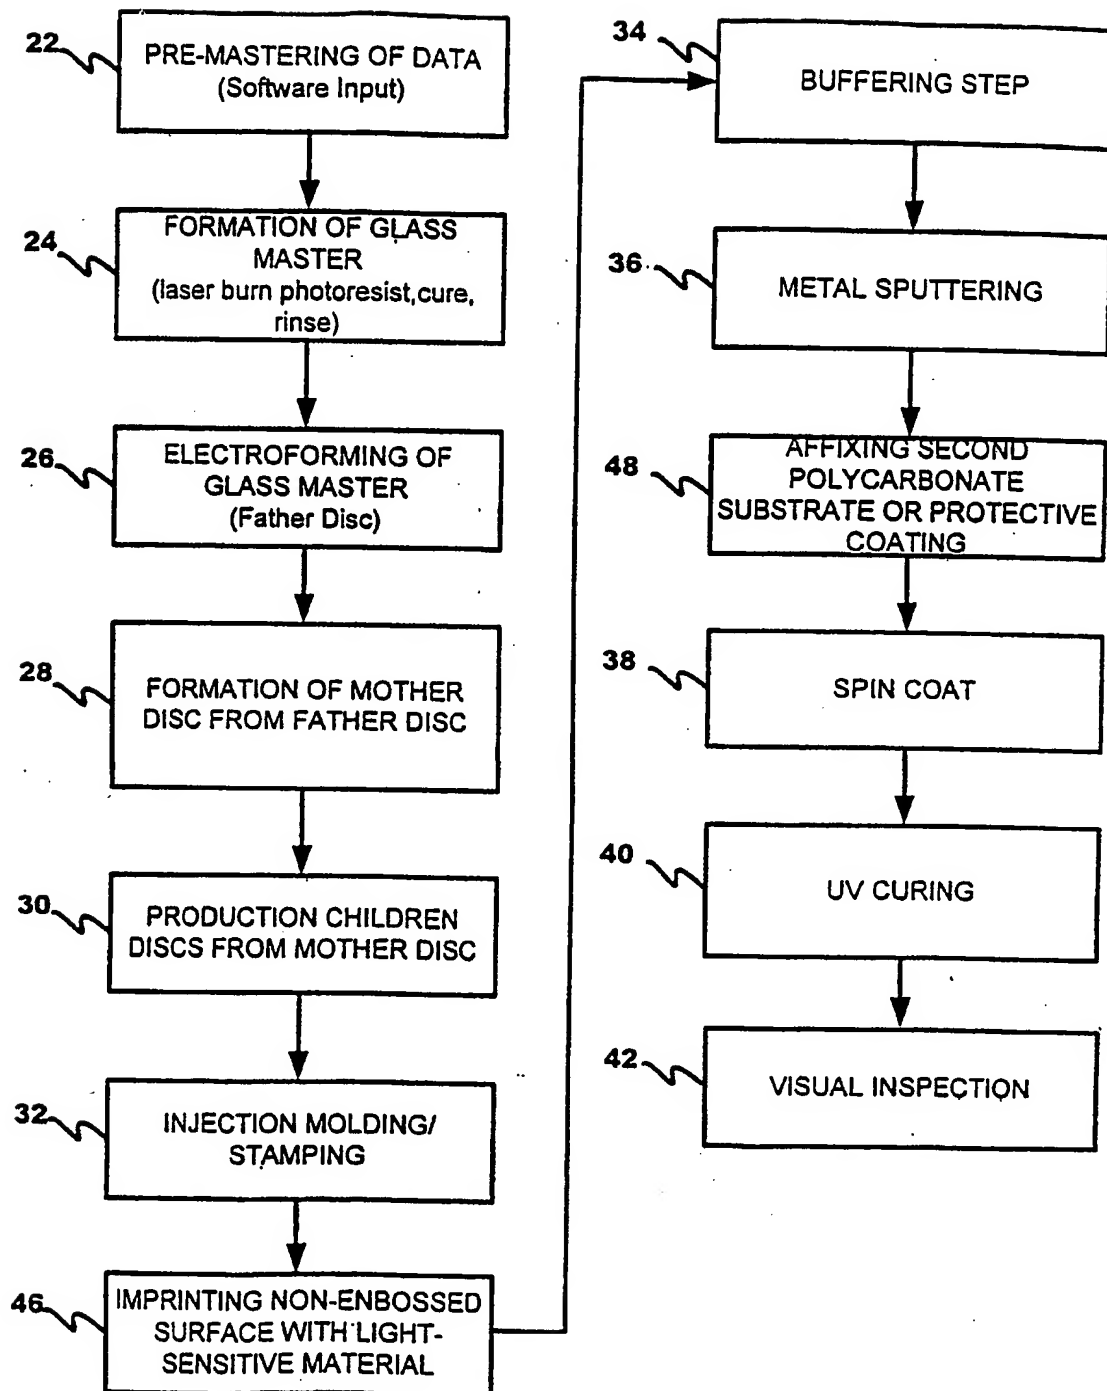 22
PRE-MASTERING OF DATA
(Software Input)
24
FORMATION OF GLASS
MASTER
(laser burn photoresist,cure,
rinse)
26
ELECTROFORMING OF
GLASS MASTER
(Father Disc)
28
FORMATION OF MOTHER
DISC FROM FATHER DISC
30
PRODUCTION CHILDREN
DISCS FROM MOTHER DISC
32
INJECTION MOLDING/
STAMPING
46
IMPRINTING NON-ENBOSSED
SURFACE WITH LIGHT-
SENSITIVE MATERIAL
34
BUFFERING STEP
36
METAL SPUTTERING
48
AFFIXING SECOND
POLYCARBONATE
SUBSTRATE OR PROTECTIVE
COATING
38
SPIN COAT
40
UV CURING
42
VISUAL INSPECTION